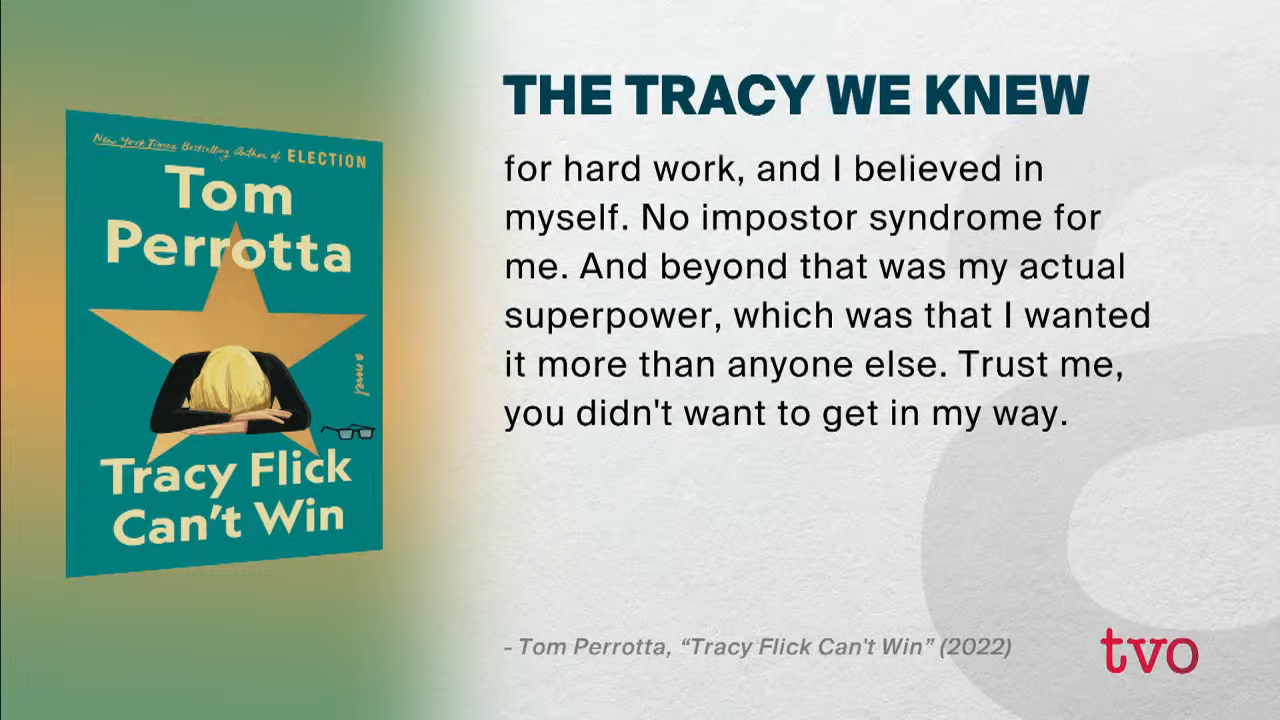 New York Times Bestselling Author of ELECTION
Tom
Perrotta
a novel
Tracy Flick
Can't Win
THE TRACY WE KNEW
for hard work, and I believed in
myself. No impostor syndrome for
me. And beyond that was my actual
superpower, which was that I wanted
it more than anyone else. Trust me,
you didn't want to get in my way.
- Tom Perrotta, “Tracy Flick Can't Win” (2022)
tvo